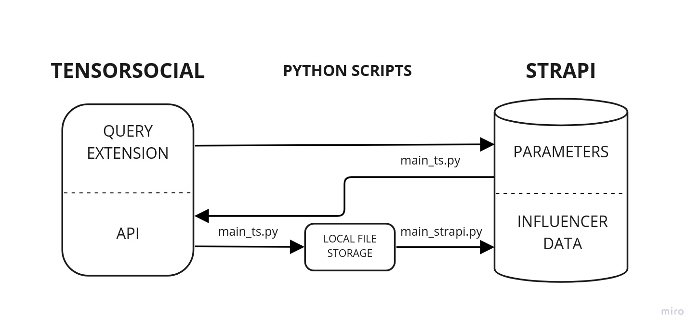 TENSORSOCIAL
PYTHON SCRIPTS
STRAPI
QUERY
EXTENSION
API
main_ts.py
main_ts.py
LOCAL FILE
STORAGE
main_strapi.py
PARAMETERS
INFLUENCER
DATA
miro